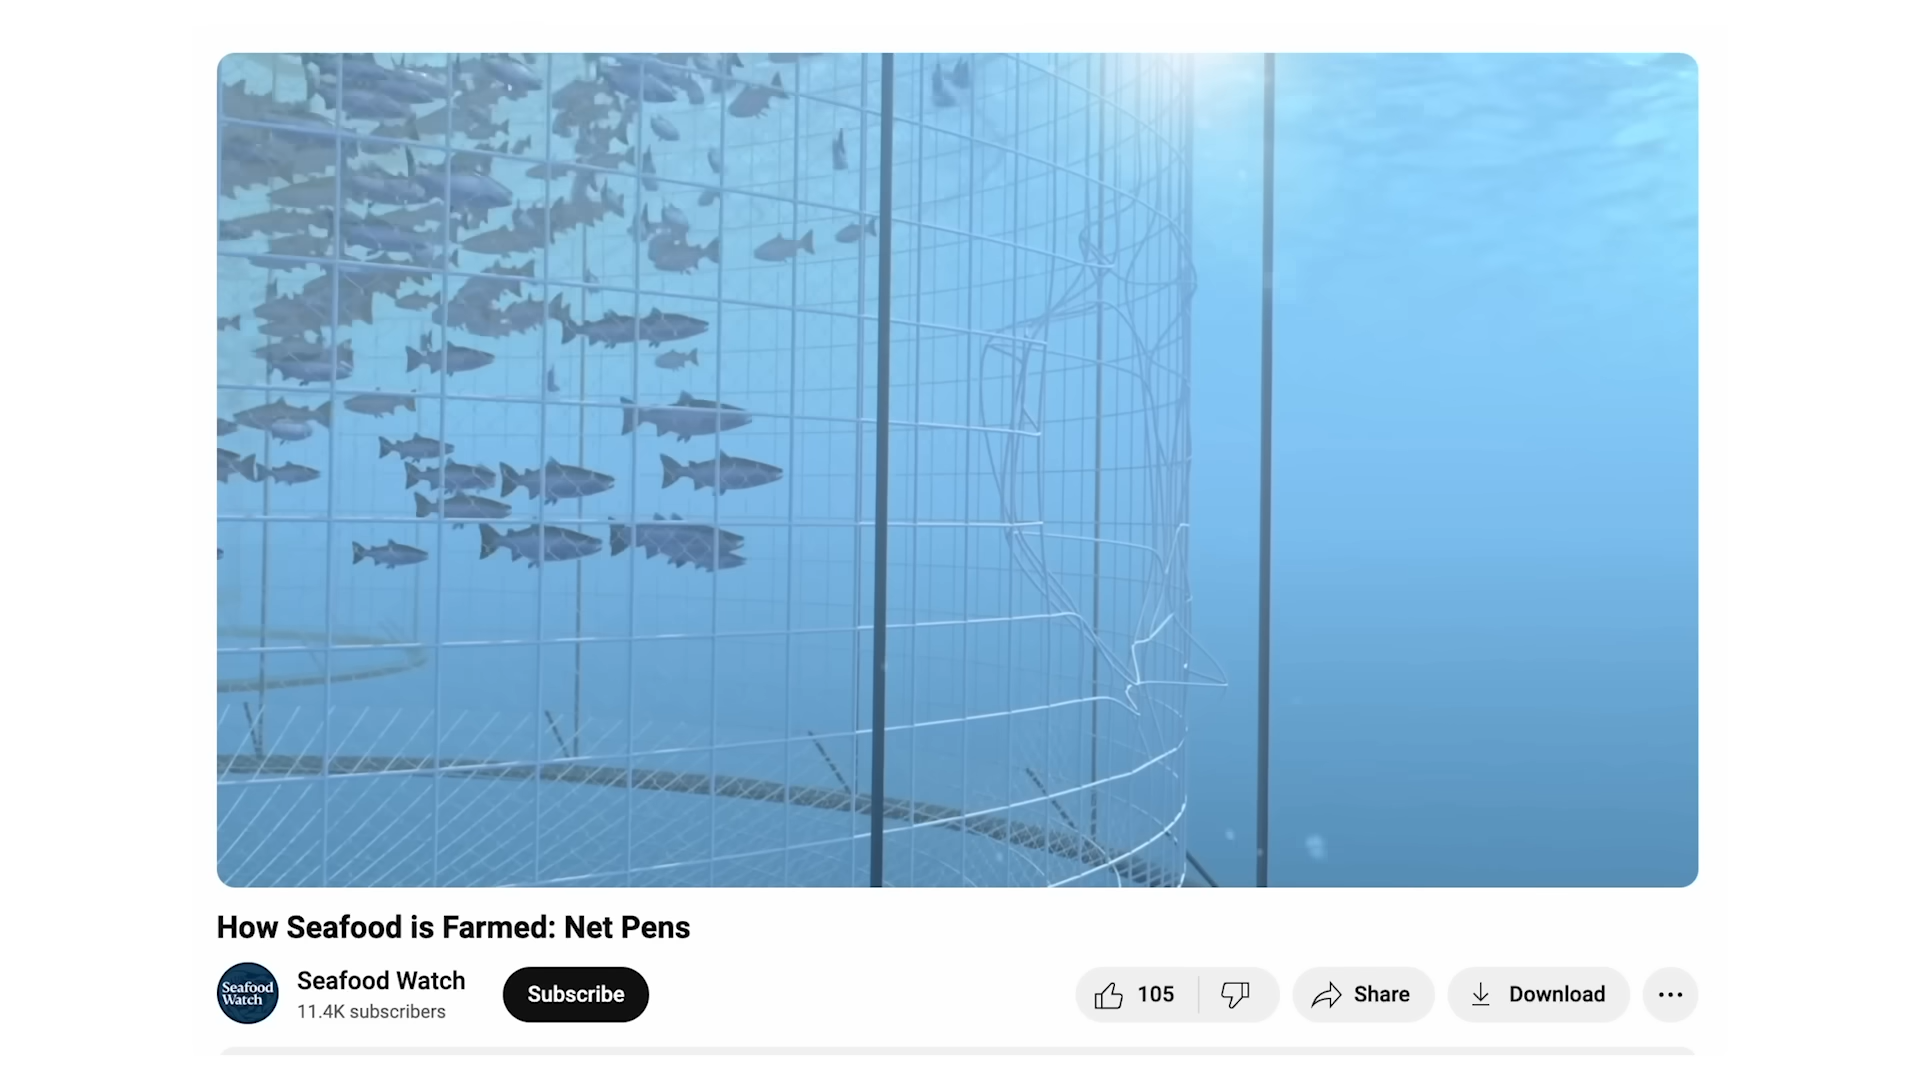 How Seafood is Farmed: Net Pens
Seafood
Watch
Seafood Watch
11.4K subscribers
Subscribe
105
Share
Download